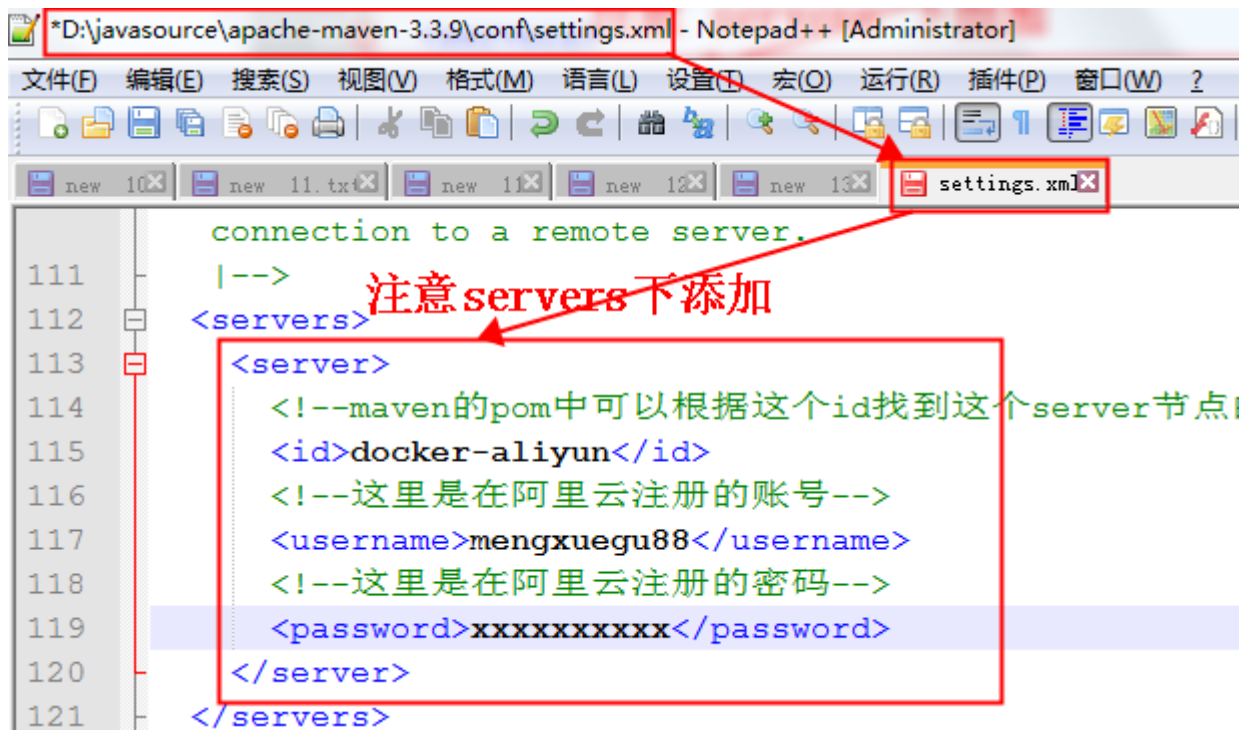 *D:\javasource\apache-maven-3.3.9\conf\settings.xml - Notepad++ [Administrator]
文件(F) 编辑(E) 搜索(S) 视图(V) 格式(M) 语言(L) 设置(T) 宏(O) 运行(R) 插件(P) 窗口(W) ?
new 10 new 11.txt new 11 new 12 new 13 settings.xml
connection to a remote server.
111 |-->
注意servers下添加
112 <servers>
113 <server>
114 <!--maven的pom中可以根据这个id找到这个server节点
115 <id>docker-aliyun</id>
116 <!--这里是在阿里云注册的账号-->
117 <username>mengxuegu88</username>
118 <!--这里是在阿里云注册的密码-->
119 <password>xxxxxxxxxx</password>
120 </server>
121 </servers>